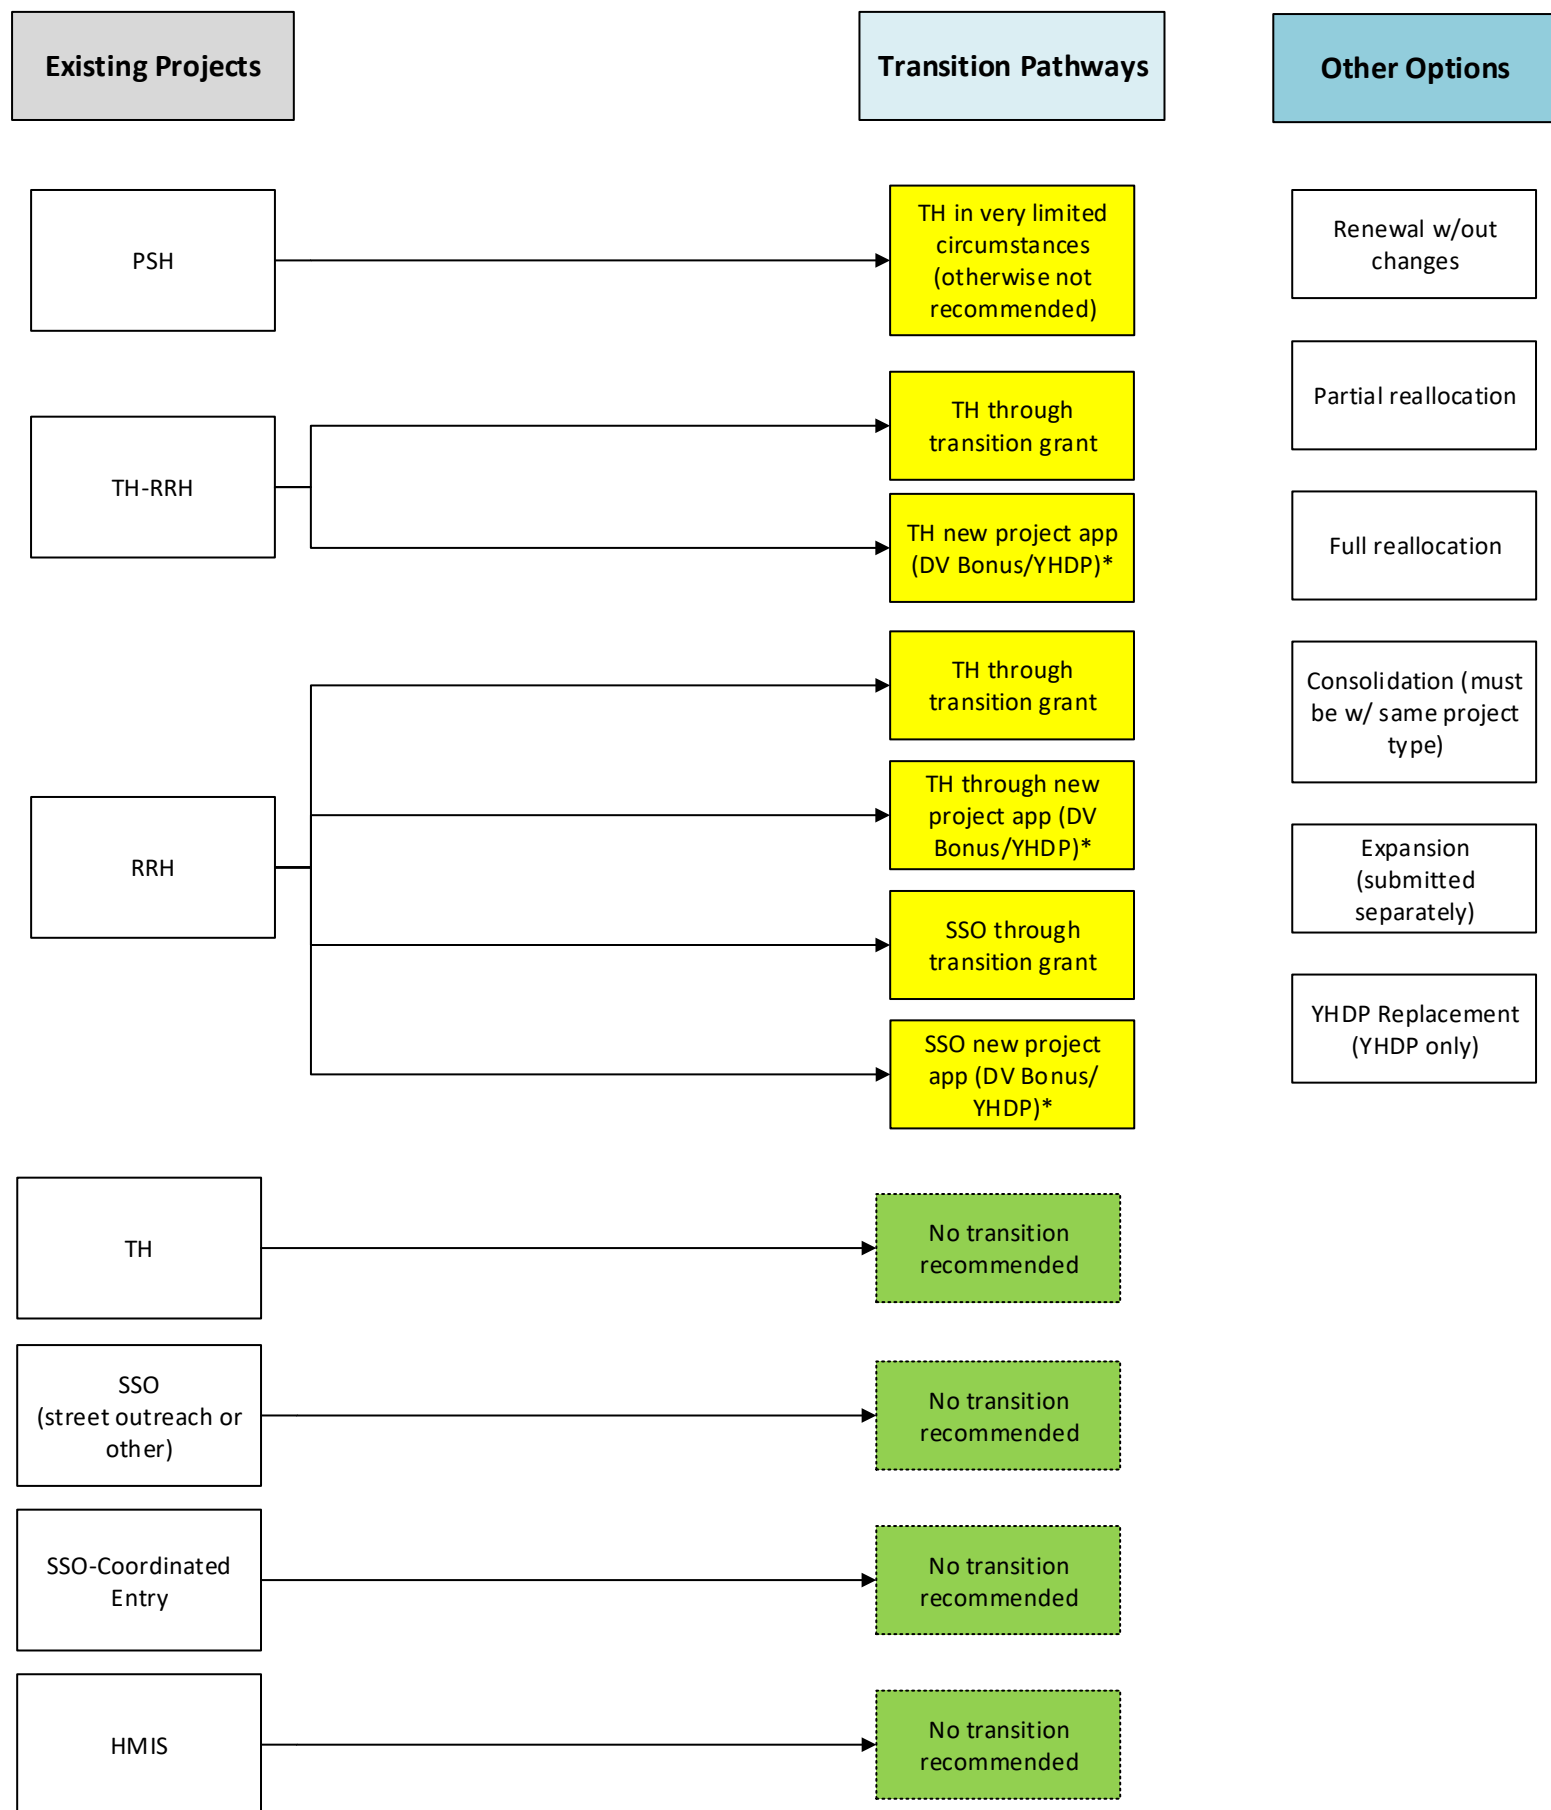 Existing Projects
Transition Pathways
Other Options
PSH
TH in very limited
circumstances
(otherwise not
recommended)
Renewal w/out
changes
TH-RRH
TH through
transition grant
TH new project app
(DV Bonus/YHDP)*
Partial reallocation
Full reallocation
RRH
TH through
transition grant
TH through new
project app (DV
Bonus/YHDP)*
SSO through
transition grant
SSO new project
app (DV Bonus/
YHDP)*
Consolidation (must
be w/ same project
type)
Expansion
(submitted
separately)
YHDP Replacement
(YHDP only)
TH
No transition
recommended
SSO
(street outreach or
other)
No transition
recommended
SSO-Coordinated
Entry
No transition
recommended
HMIS
No transition
recommended